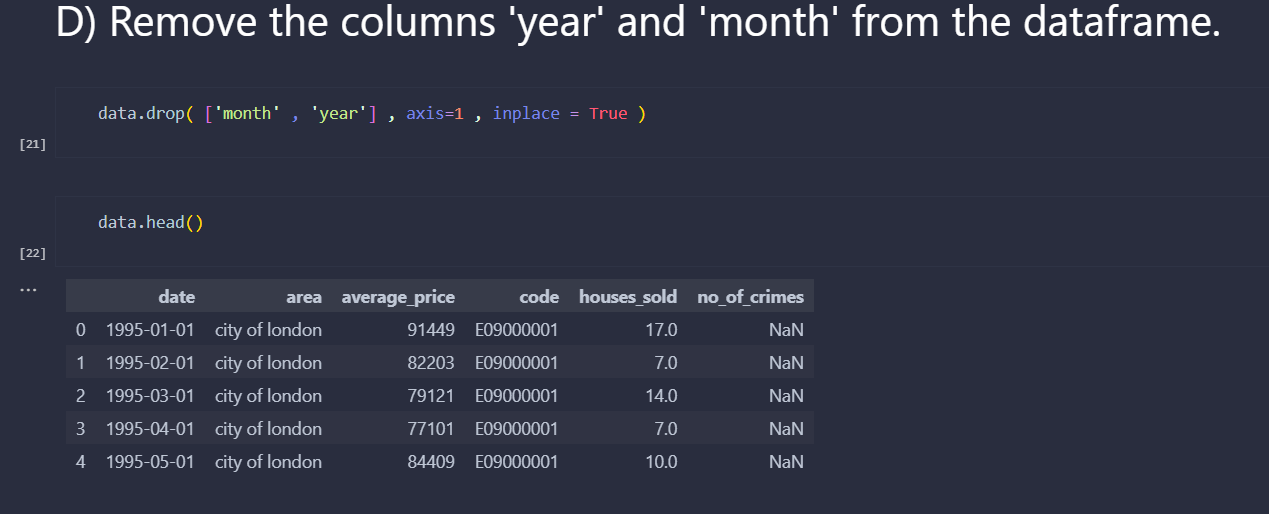 D) Remove the columns 'year' and 'month' from the dataframe.
data.drop( ['month' , 'year'] , axis=1 , inplace = True )
[21]
data.head()
[22]
...
date area average_price code houses_sold no_of_crimes
0 1995-01-01 city of london 91449 E09000001 17.0 NaN
1 1995-02-01 city of london 82203 E09000001 7.0 NaN
2 1995-03-01 city of london 79121 E09000001 14.0 NaN
3 1995-04-01 city of london 77101 E09000001 7.0 NaN
4 1995-05-01 city of london 84409 E09000001 10.0 NaN